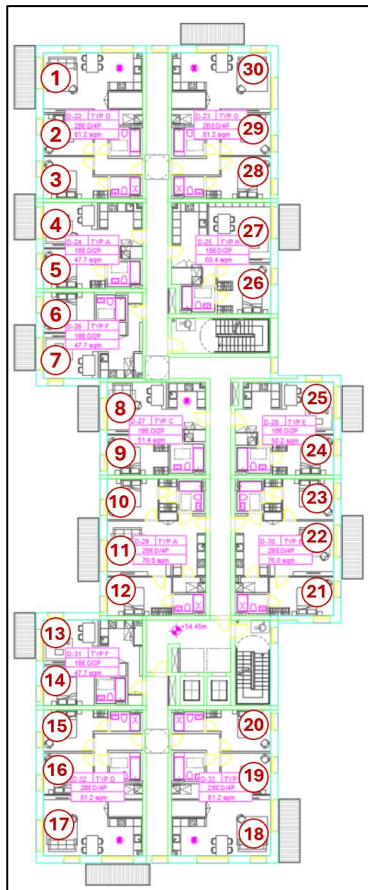 1
30
D-22 TYP D
2BED/4P
81.2 sqm
D-23 TYP D
2BED/4P
81.2 sqm
2
29
3
28
4
27
D-24 TYP A
1BED/2P
47.7 sqm
D-25 TYP H
1BED/2P
60.4 sqm
5
26
6
D-26 TYP F
1BED/2P
47.7 sqm
7
8
25
D-27 TYP C
1BED/2P
51.4 sqm
D-28 TYP E
1BED/2P
50.2 sqm
9
24
10
23
11
22
D-29 TYP A
2BED/4P
76.0 sqm
D-30 TYP
2BED/4P
76.0 sqm
12
21
13
+54.45m
D-31 TYP F
1BED/2P
47.7 sqm
14
15
20
16
19
D-32 TYP D
2BED/4P
81.2 sqm
D-33 TYP
2BED/4P
81.2 sqm
17
18